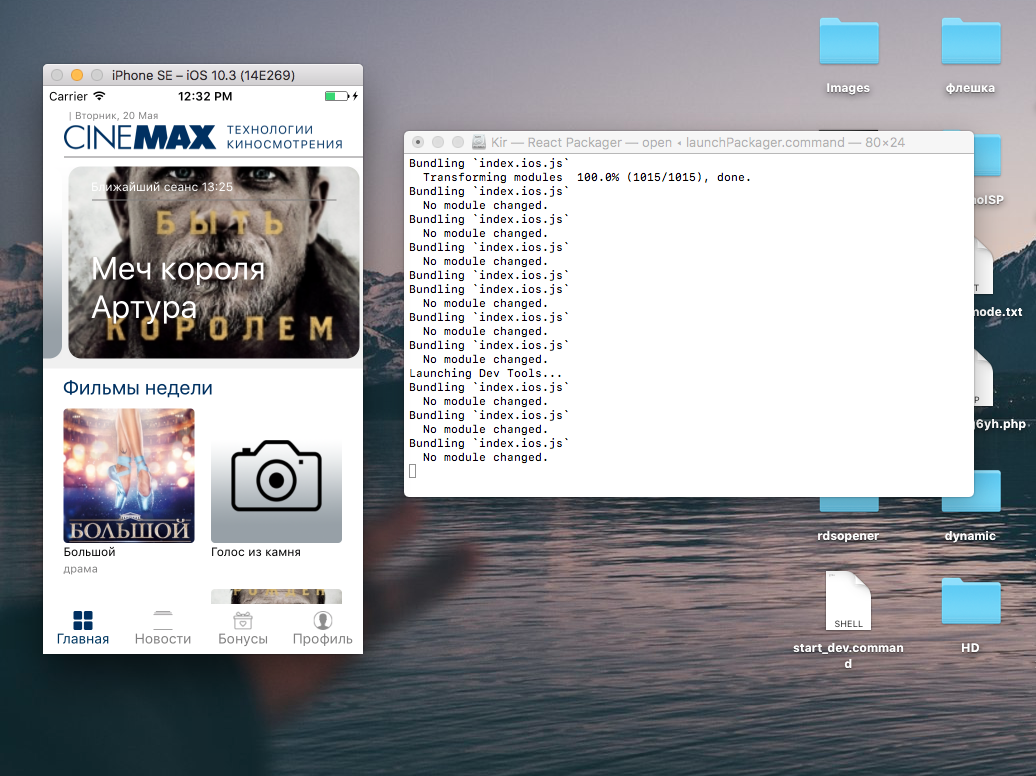 iPhone SE – iOS 10.3 (14E269)
Carrier
12:32 PM
| Вторник, 20 Мая
CINEMAX
ТЕХНОЛОГИИ
КИНОСМОТРЕНИЯ
Ближайший сеанс 13:25
БЫТЬ
Меч короля
Артура
КОРОЛЕМ
Фильмы недели
БОЛЬШОЙ
Большой
драма
Голос из камня
Главная
Новости
Бонусы
Профиль
Kir — React Packager — open ◂ launchPackager.command — 80×24
Bundling `index.ios.js`
Transforming modules 100.0% (1015/1015), done.
Bundling `index.ios.js`
No module changed.
Bundling `index.ios.js`
No module changed.
Bundling `index.ios.js`
No module changed.
Bundling `index.ios.js`
Bundling `index.ios.js`
No module changed.
Bundling `index.ios.js`
No module changed.
Bundling `index.ios.js`
No module changed.
Launching Dev Tools...
Bundling `index.ios.js`
No module changed.
Bundling `index.ios.js`
No module changed.
Bundling `index.ios.js`
No module changed.
Images
флешка
noISP
node.txt
j6yh.php
rdsopener
dynamic
SHELL
start_dev.comman
d
HD